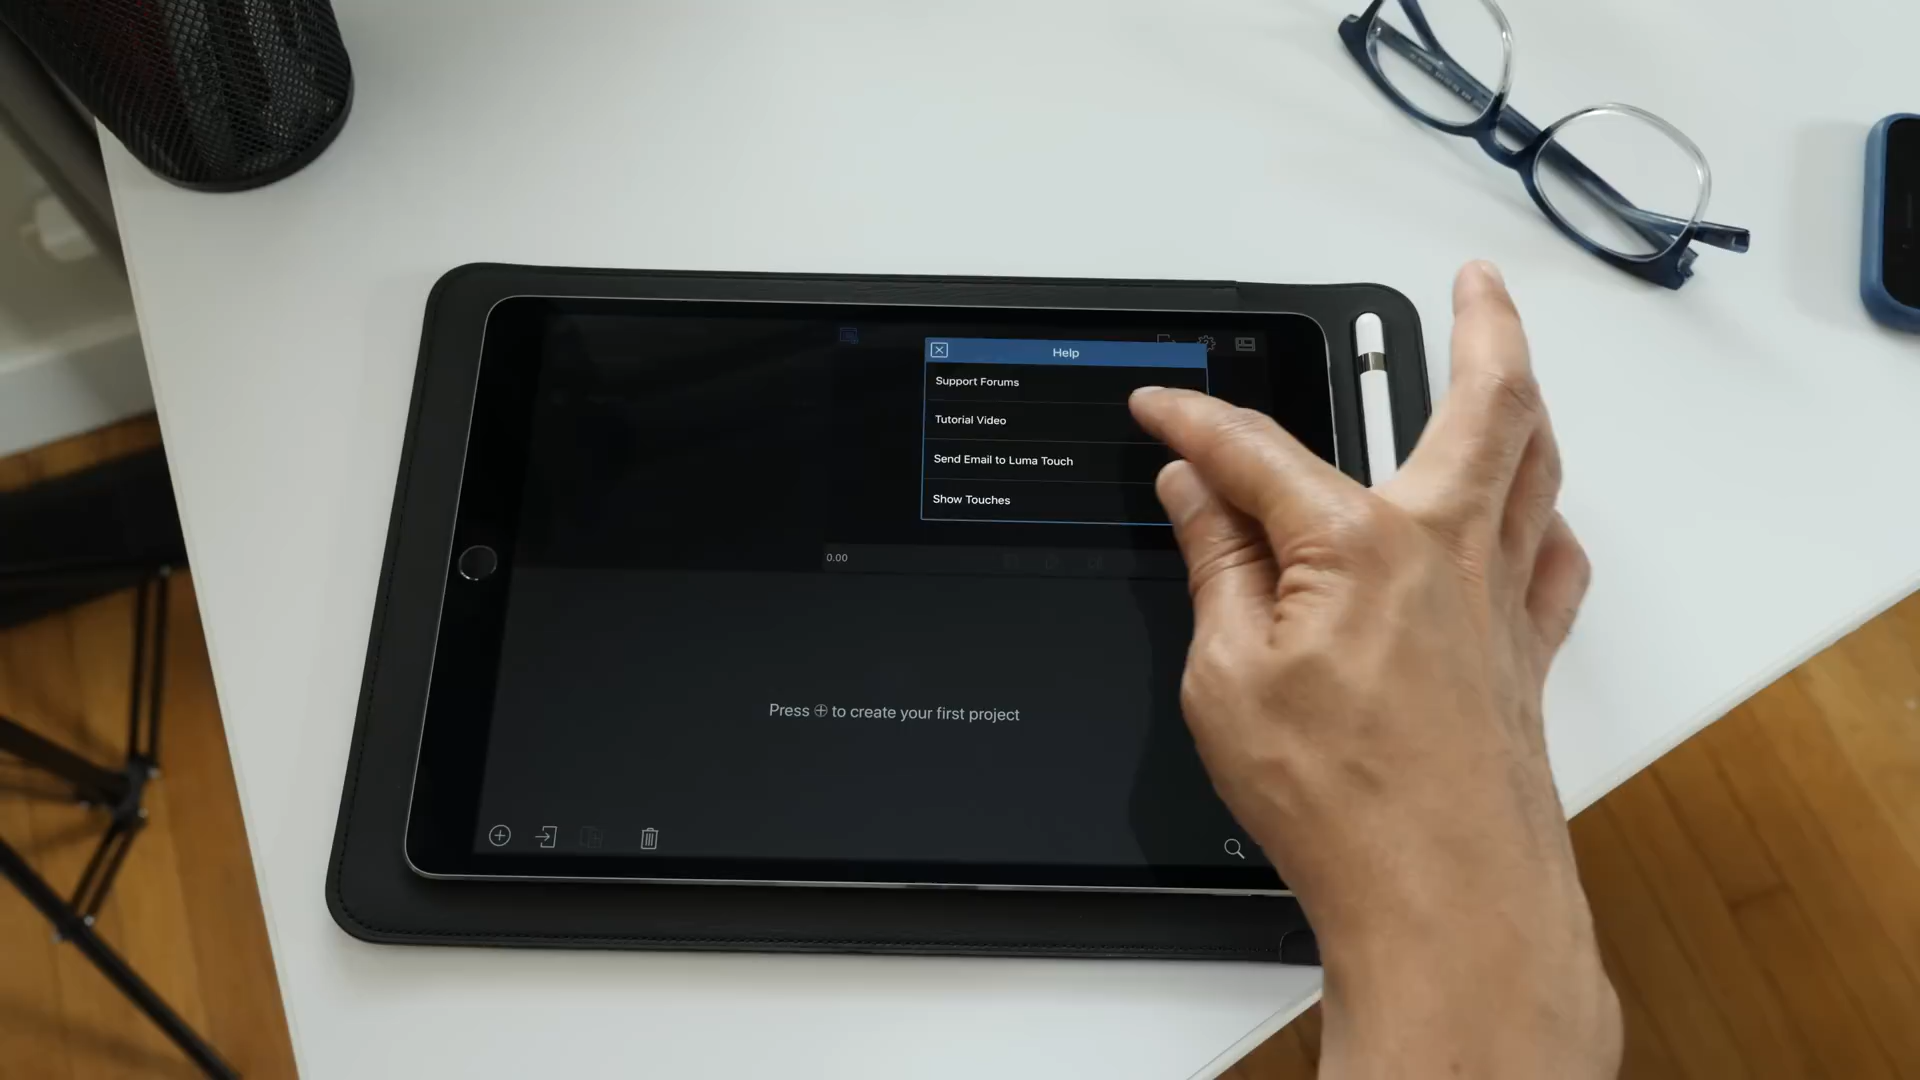 Help
Support Forums
Tutorial Video
Send Email to Luma Touch
Show Touches
0.00
Press ⊕ to create your first project